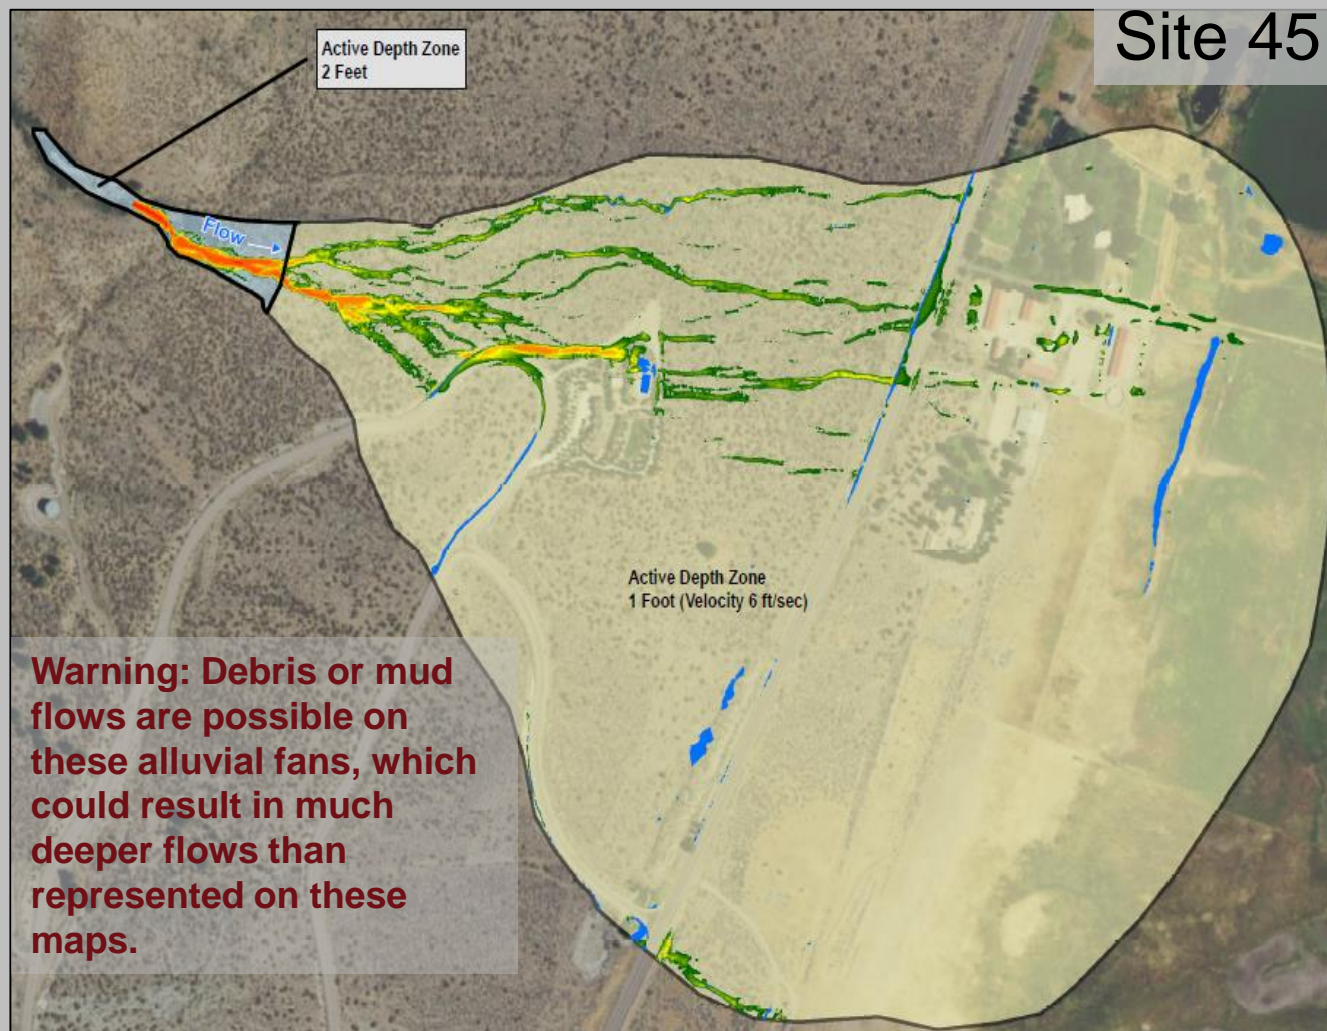 Site 45
Active Depth Zone
2 Feet
Flow
Active Depth Zone
1 Foot (Velocity 6 ft/sec)
Warning: Debris or mud
flows are possible on
these alluvial fans, which
could result in much
deeper flows than
represented on these
maps.